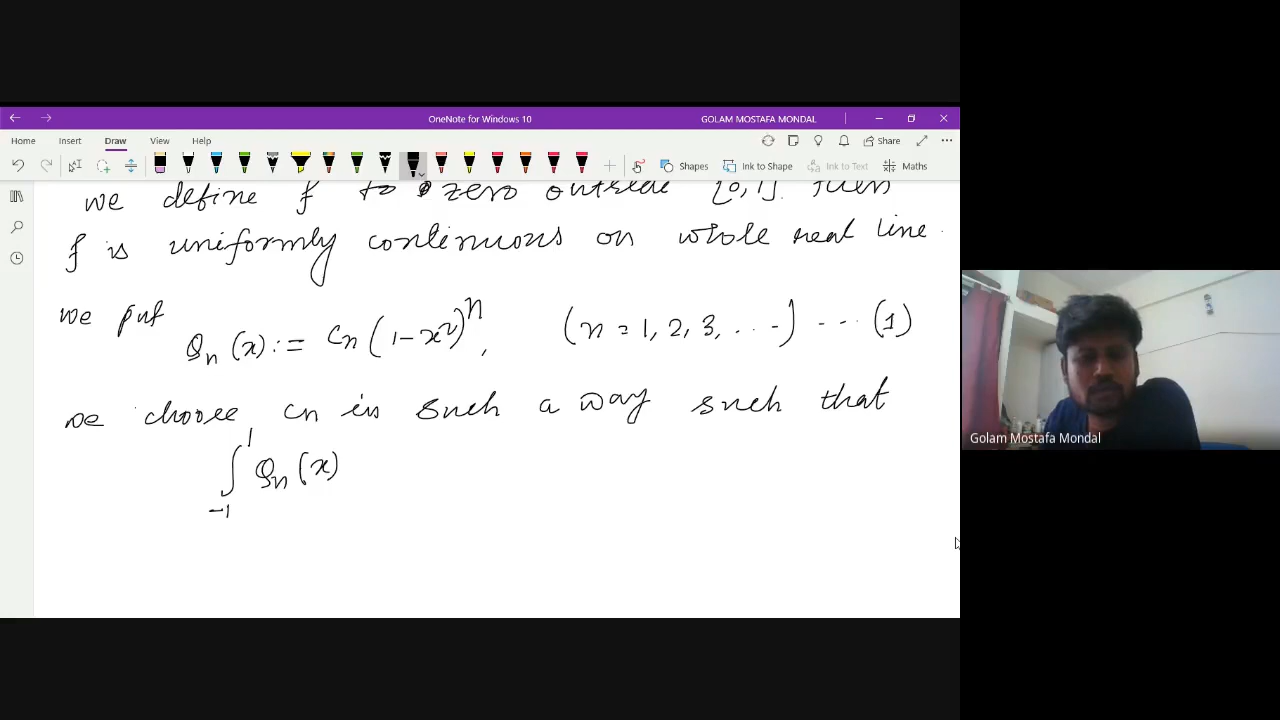 OneNote for Windows 10
GOLAM MOSTAFA MONDAL
Home Insert Draw View Help
Share
Shapes Ink to Shape Ink to Text Maths
we define f to zero outside [0,1]. Then
f is uniformly continuous on whole real line.
we put
Qn (x) := cn (1-x²)ⁿ, (n = 1, 2, 3, ....) --- (1)
we choose cn in such a way such that
∫₋₁¹ Qn (x)
Golam Mostafa Mondal